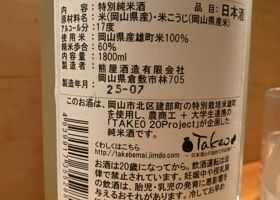 品名：特別純米酒 品目：日本酒
原材料名：米(岡山県産)・米こうじ(岡山県産米)
アルコール分：17度
使用米：岡山県産雄町米100%
精米歩合：60%
内容量：1800ml
製造者：熊屋酒造有限会社
岡山県倉敷市林705
製造年月 25-07
このお酒は、岡山市北区建部町の特別栽培米雄町
を使用し、農商工＋大学生連携の
「TAKEO 20Project」が企画した
純米酒です。
くわしくはこちら
http://takebemai.jimdo.com
Takeo
お酒は20歳になってから。飲酒運転は法
律で禁止されています。妊娠中や授乳期
の飲酒は、胎児・乳児の発育に悪影響を